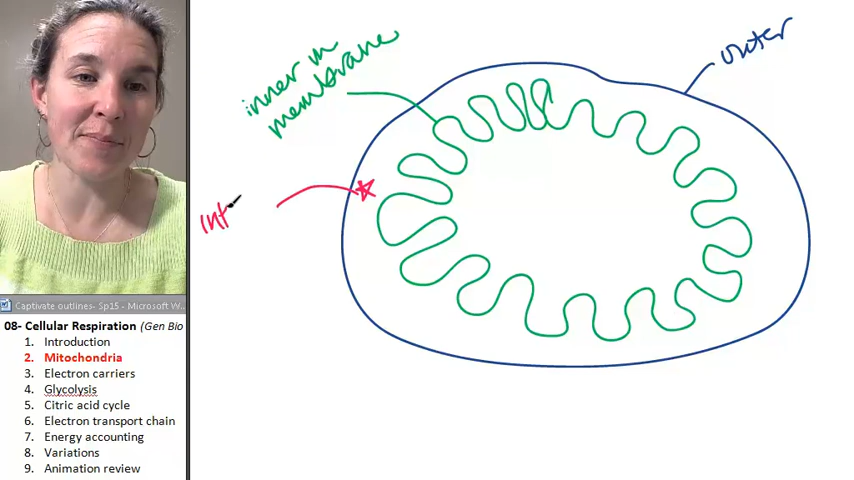 inner m
membrane
outer
int
Captivate outlines- Sp15 - Microsoft W...
08- Cellular Respiration (Gen Bio
1. Introduction
2. Mitochondria
3. Electron carriers
4. Glycolysis
5. Citric acid cycle
6. Electron transport chain
7. Energy accounting
8. Variations
9. Animation review